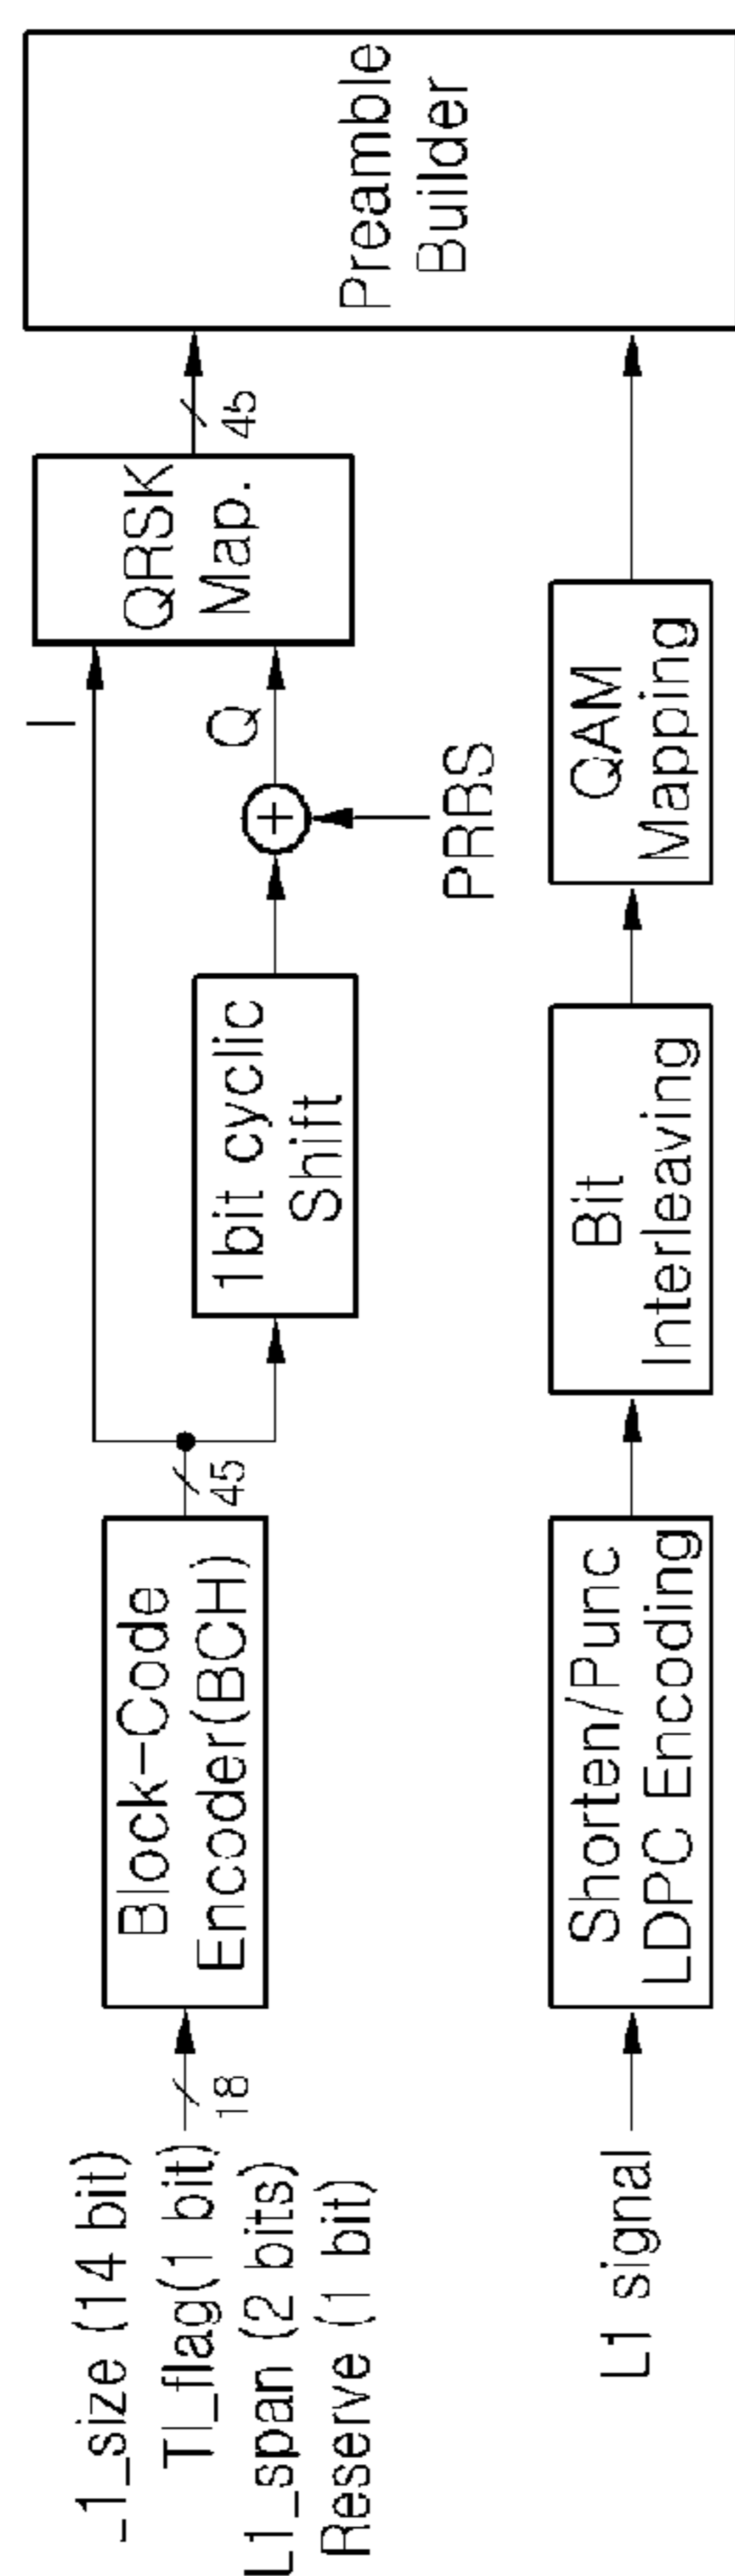 L1_size (14 bit)
TI_flag(1 bit)
L1_span (2 bits)
Reserve (1 bit)
18
Block-Code
Encoder(BCH)
45
1bit cyclic
Shift
PRBS
I
Q
QRSK
Map.
45
Preamble
Builder
L1 signal
Shorten/Punc
LDPC Encoding
Bit
Interleaving
QAM
Mapping